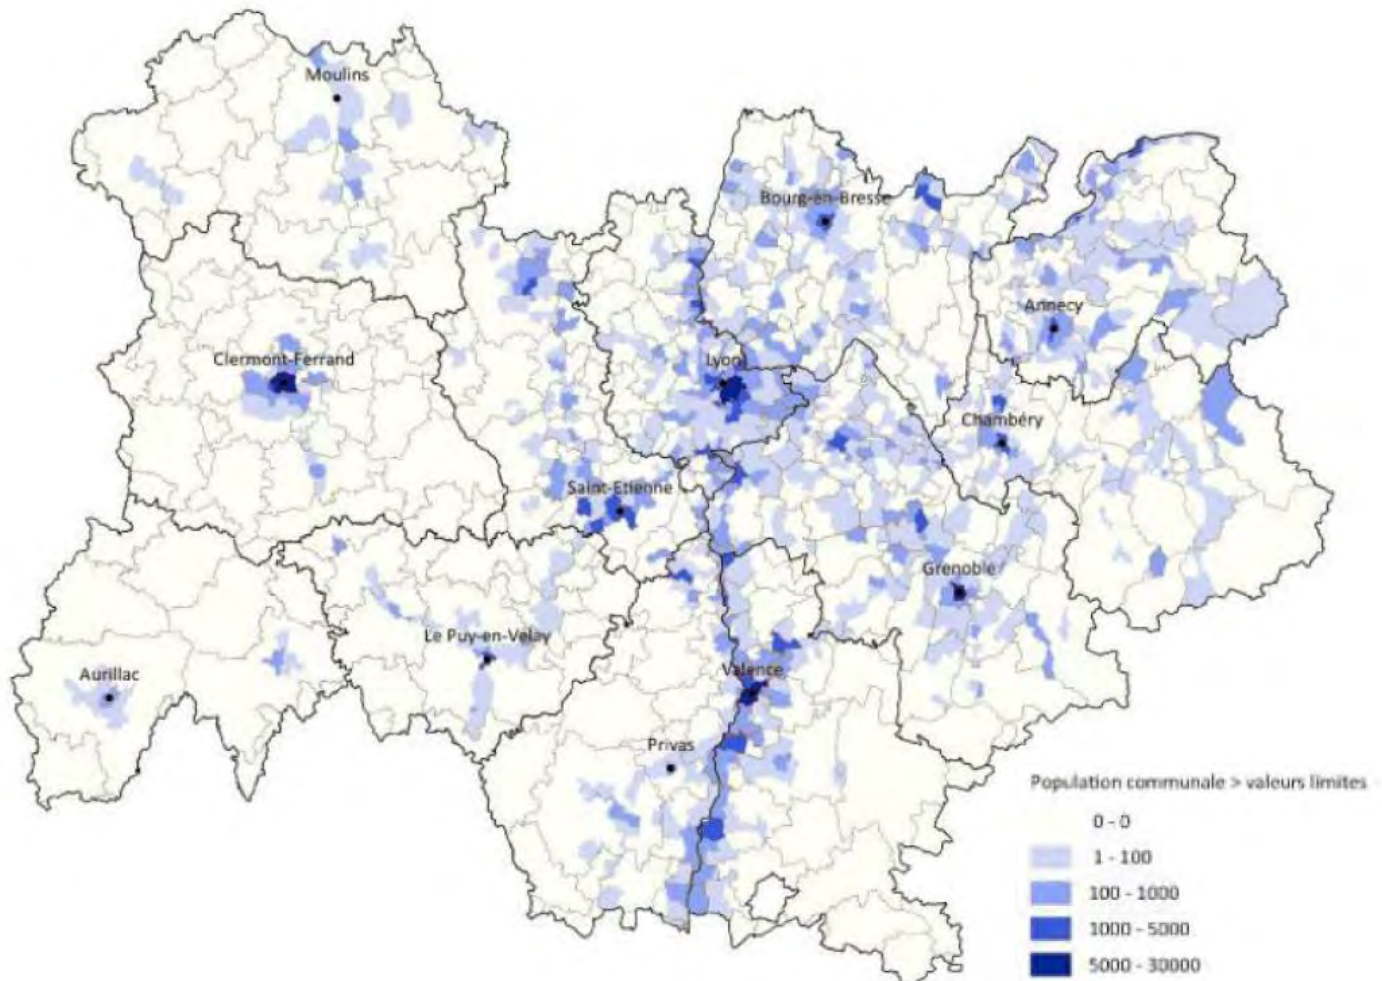 Moulins
Bourg-en-Bresse
Annecy
Clermont-Ferrand
Lyon
Chambéry
Saint-Etienne
Grenoble
Le Puy-en-Velay
Aurillac
Valence
Privas
Population communale > valeurs limites
0 - 0
1 - 100
100 - 1000
1000 - 5000
5000 - 30000